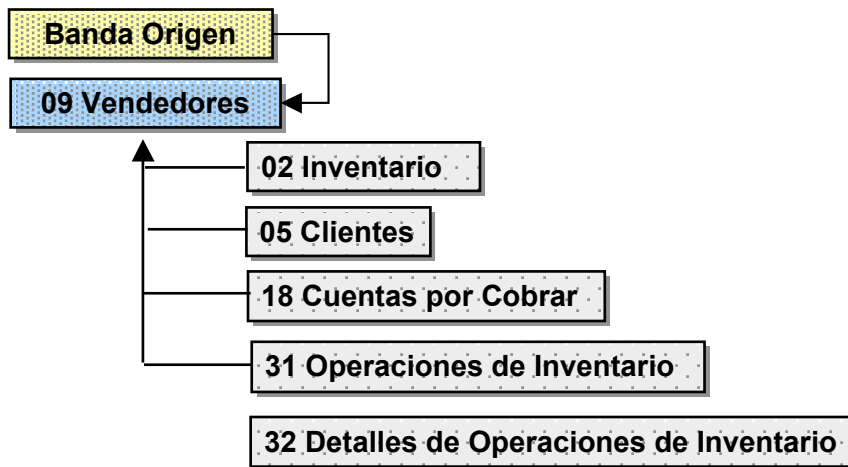 Banda Origen
09 Vendedores
02 Inventario
05 Clientes
18 Cuentas por Cobrar
31 Operaciones de Inventario
32 Detalles de Operaciones de Inventario